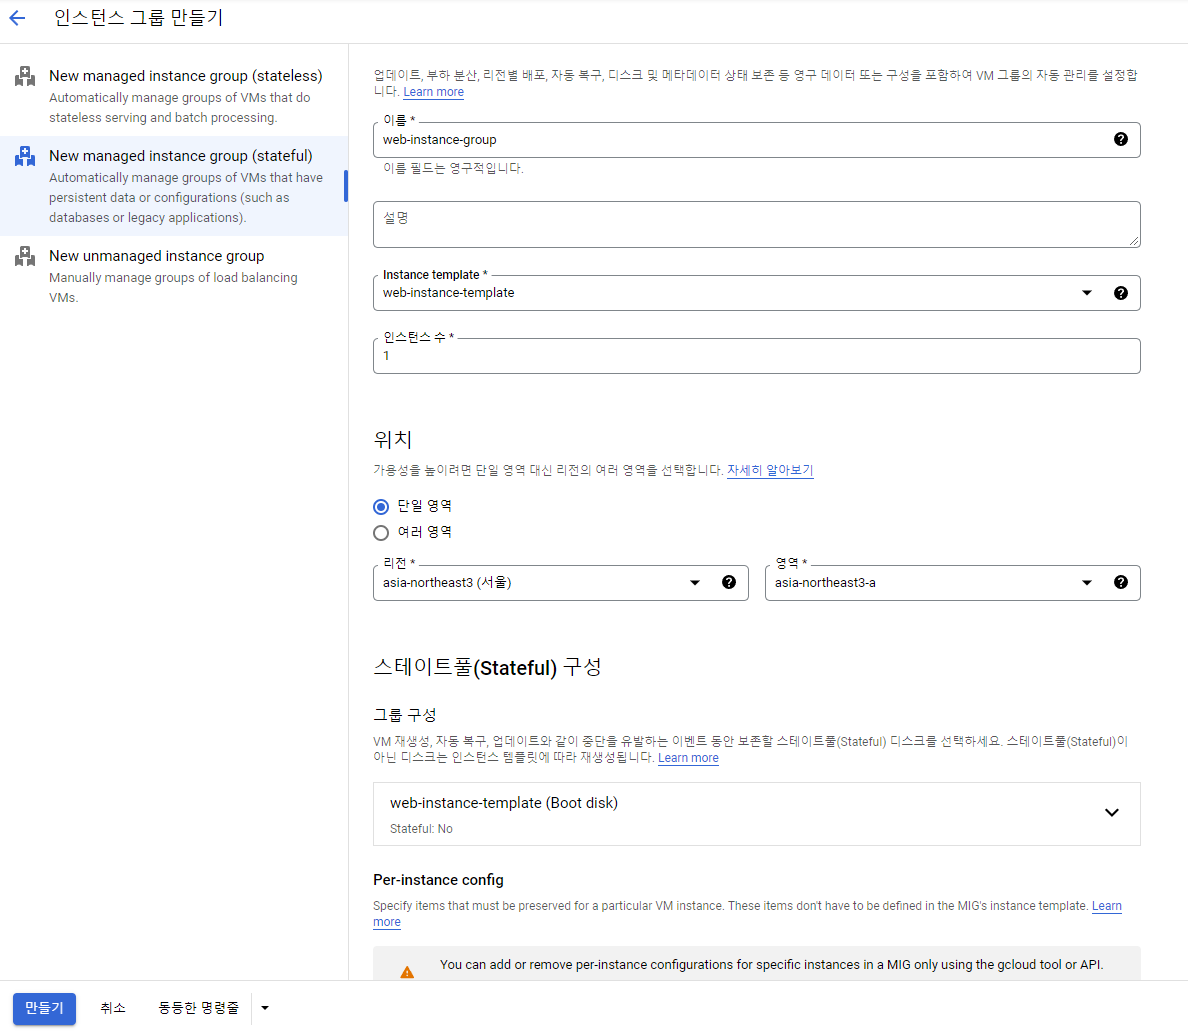 인스턴스 그룹 만들기
New managed instance group (stateless)
Automatically manage groups of VMs that do
stateless serving and batch processing.
New managed instance group (stateful)
Automatically manage groups of VMs that have
persistent data or configurations (such as
databases or legacy applications).
New unmanaged instance group
Manually manage groups of load balancing
VMs.
업데이트, 부하 분산, 리전별 배포, 자동 복구, 디스크 및 메타데이터 상태 보존 등 영구 데이터 또는 구성을 포함하여 VM 그룹의 자동 관리를 설정합
니다. Learn more
이름 *
web-instance-group
이름 필드는 영구적입니다.
설명
Instance template *
web-instance-template
인스턴스 수 *
1
위치
가용성을 높이려면 단일 영역 대신 리전의 여러 영역을 선택합니다. 자세히 알아보기
단일 영역
여러 영역
리전 *
asia-northeast3 (서울)
영역 *
asia-northeast3-a
스테이트풀(Stateful) 구성
그룹 구성
VM 재생성, 자동 복구, 업데이트와 같이 중단을 유발하는 이벤트 동안 보존할 스테이트풀(Stateful) 디스크를 선택하세요. 스테이트풀(Stateful)이
아닌 디스크는 인스턴스 템플릿에 따라 재생성됩니다. Learn more
web-instance-template (Boot disk)
Stateful: No
Per-instance config
Specify items that must be preserved for a particular VM instance. These items don't have to be defined in the MIG's instance template. Learn
more
You can add or remove per-instance configurations for specific instances in a MIG only using the gcloud tool or API.
만들기
취소
동등한 명령줄